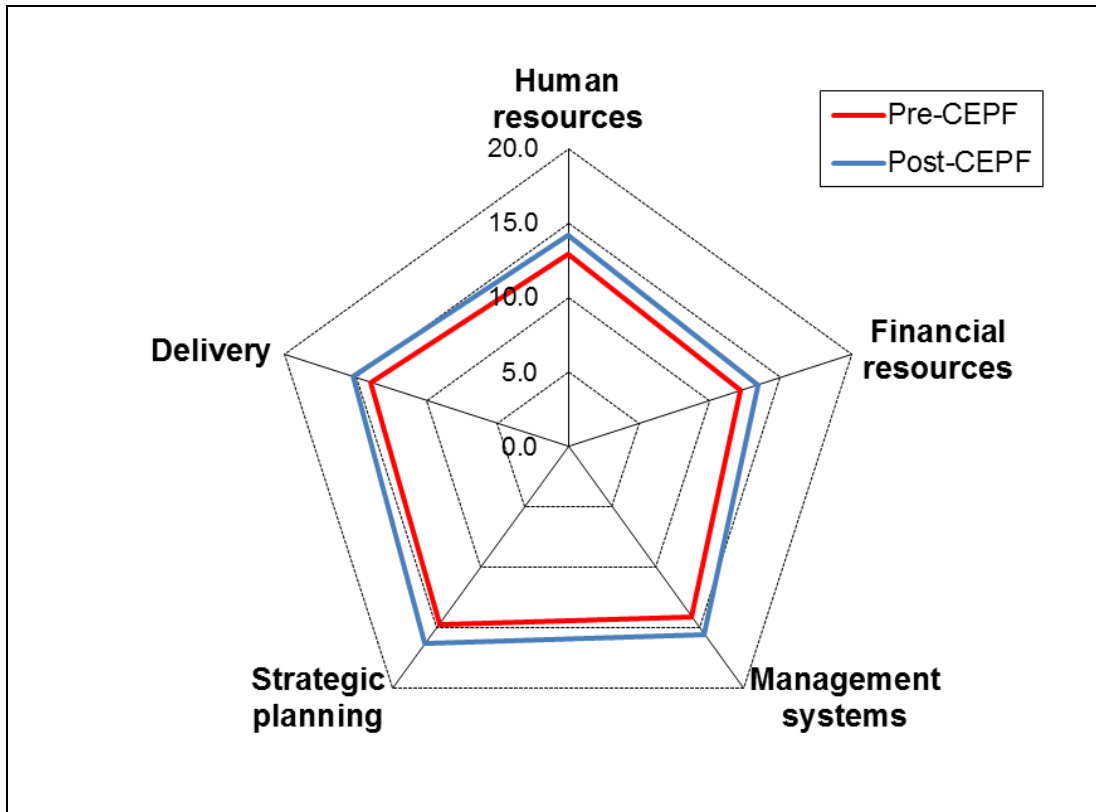 Human
resources
Pre-CEPF
Post-CEPF
20.0
15.0
10.0
5.0
0.0
Delivery
Financial
resources
Strategic
planning
Management
systems